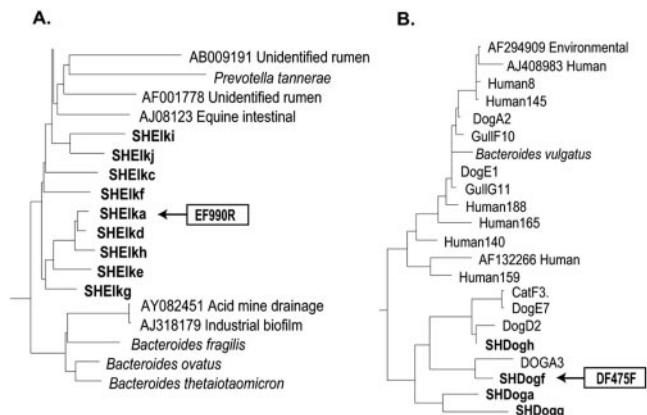 A.
AB009191 Unidentified rumen
Prevotella tannerae
AF001778 Unidentified rumen
AJ08123 Equine intestinal
SHElki
SHElkj
SHElkc
SHElkf
SHElka
EF990R
SHElkd
SHElkh
SHElke
SHElkg
AY082451 Acid mine drainage
AJ318179 Industrial biofilm
Bacteroides fragilis
Bacteroides ovatus
Bacteroides thetaiotaomicron
B.
AF294909 Environmental
AJ408983 Human
Human8
Human145
DogA2
GullF10
Bacteroides vulgatus
DogE1
GullG11
Human188
Human165
Human140
AF132266 Human
Human159
CatF3.
DogE7
DogD2
SHDogh
DOGA3
SHDogf
DF475F
SHDoga
SHDogg